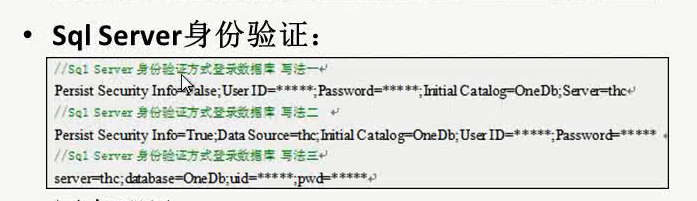 • Sql Server身份验证：
//Sql Server 身份验证方式登录数据库 写法一↵
Persist Security Info=False;User ID=*****;Password=*****;Initial Catalog=OneDb;Server=thc↵
//Sql Server 身份验证方式登录数据库 写法二 ↵
Persist Security Info=True;Data Source=thc;Initial Catalog=OneDb;User ID=*****;Password=***** ↵
//Sql Server 身份验证方式登录数据库 写法三↵
server=thc;database=OneDb;uid=*****;pwd=*****↵